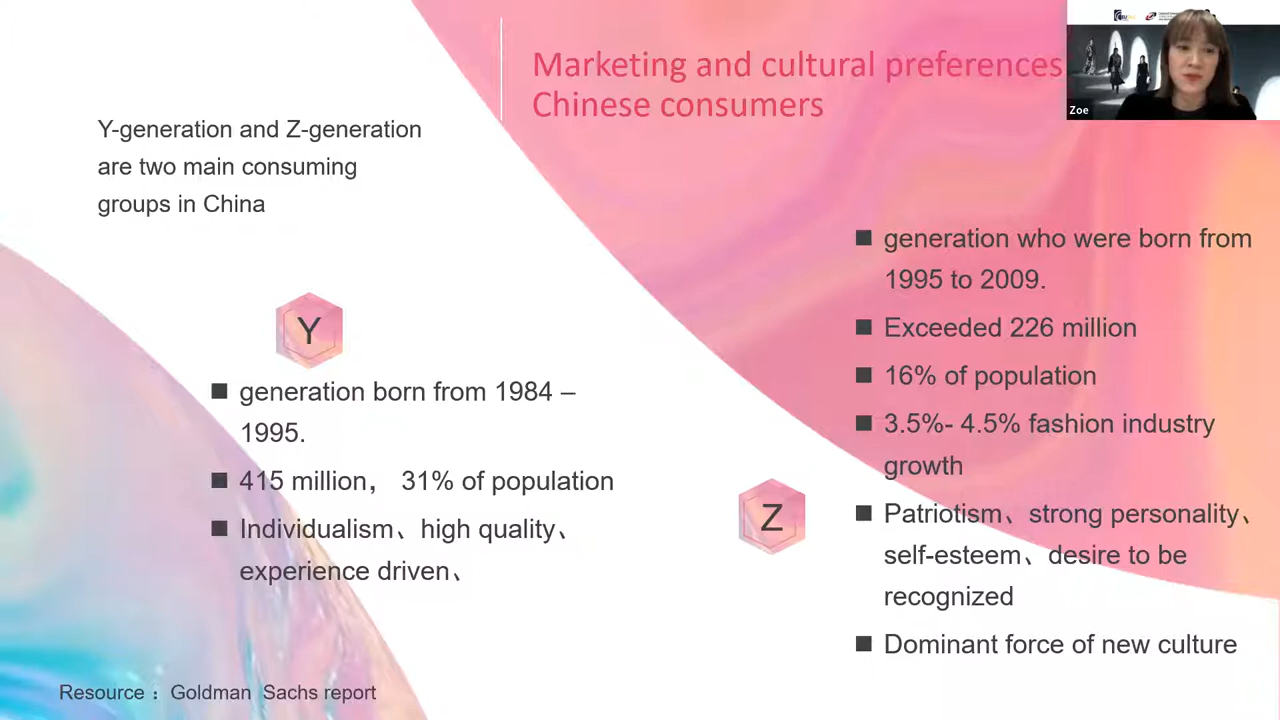 Marketing and cultural preferences
Chinese consumers
Zoe
Y-generation and Z-generation
are two main consuming
groups in China
Y
generation born from 1984 –
1995.
415 million， 31% of population
Individualism、high quality、
experience driven、
Z
generation who were born from
1995 to 2009.
Exceeded 226 million
16% of population
3.5%- 4.5% fashion industry
growth
Patriotism、strong personality、
self-esteem、desire to be
recognized
Dominant force of new culture
Resource ：Goldman Sachs report